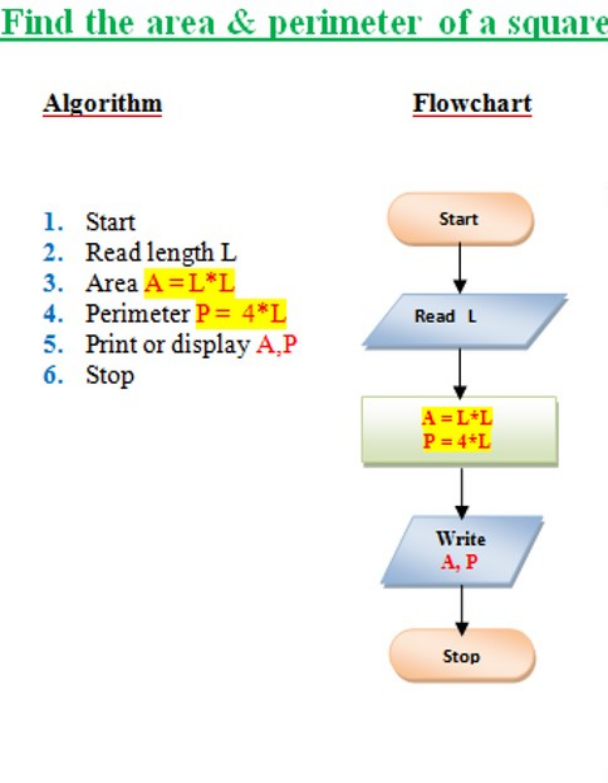 Find the area & perimeter of a square
Algorithm
Flowchart
1. Start
2. Read length L
3. Area A = L*L
4. Perimeter P = 4*L
5. Print or display A,P
6. Stop
Start
Read L
A = L*L
P = 4*L
Write
A, P
Stop